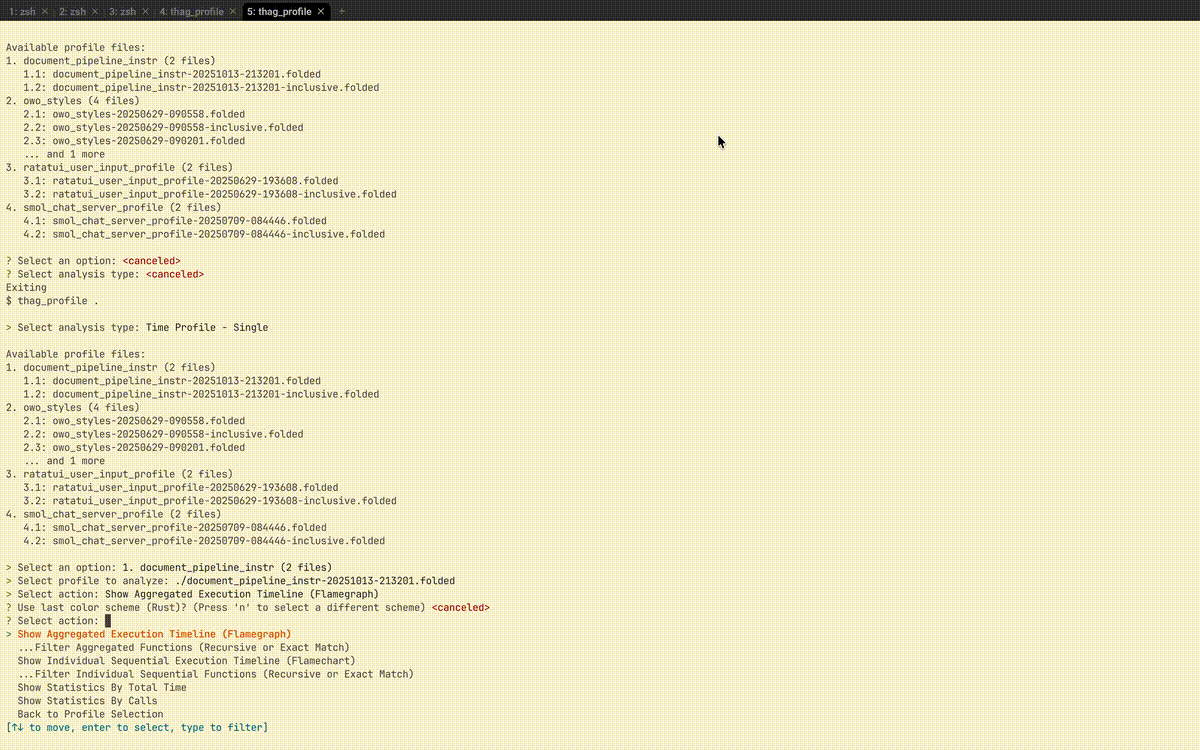 1: zsh × 2: zsh × 3: zsh × 4: thag_profile × 5: thag_profile × +
Available profile files:
1. document_pipeline_instr (2 files)
   1.1: document_pipeline_instr-20251013-213201.folded
   1.2: document_pipeline_instr-20251013-213201-inclusive.folded
2. owo_styles (4 files)
   2.1: owo_styles-20250629-090558.folded
   2.2: owo_styles-20250629-090558-inclusive.folded
   2.3: owo_styles-20250629-090201.folded
   ... and 1 more
3. ratatui_user_input_profile (2 files)
   3.1: ratatui_user_input_profile-20250629-193608.folded
   3.2: ratatui_user_input_profile-20250629-193608-inclusive.folded
4. smol_chat_server_profile (2 files)
   4.1: smol_chat_server_profile-20250709-084446.folded
   4.2: smol_chat_server_profile-20250709-084446-inclusive.folded
? Select an option: <canceled>
? Select analysis type: <canceled>
Exiting
$ thag_profile .
> Select analysis type: Time Profile - Single
Available profile files:
1. document_pipeline_instr (2 files)
   1.1: document_pipeline_instr-20251013-213201.folded
   1.2: document_pipeline_instr-20251013-213201-inclusive.folded
2. owo_styles (4 files)
   2.1: owo_styles-20250629-090558.folded
   2.2: owo_styles-20250629-090558-inclusive.folded
   2.3: owo_styles-20250629-090201.folded
   ... and 1 more
3. ratatui_user_input_profile (2 files)
   3.1: ratatui_user_input_profile-20250629-193608.folded
   3.2: ratatui_user_input_profile-20250629-193608-inclusive.folded
4. smol_chat_server_profile (2 files)
   4.1: smol_chat_server_profile-20250709-084446.folded
   4.2: smol_chat_server_profile-20250709-084446-inclusive.folded
> Select an option: 1. document_pipeline_instr (2 files)
> Select profile to analyze: ./document_pipeline_instr-20251013-213201.folded
> Select action: Show Aggregated Execution Timeline (Flamegraph)
? Use last color scheme (Rust)? (Press 'n' to select a different scheme) <canceled>
? Select action:
> Show Aggregated Execution Timeline (Flamegraph)
  ...Filter Aggregated Functions (Recursive or Exact Match)
  Show Individual Sequential Execution Timeline (Flamechart)
  ...Filter Individual Sequential Functions (Recursive or Exact Match)
  Show Statistics By Total Time
  Show Statistics By Calls
  Back to Profile Selection
[↑↓ to move, enter to select, type to filter]